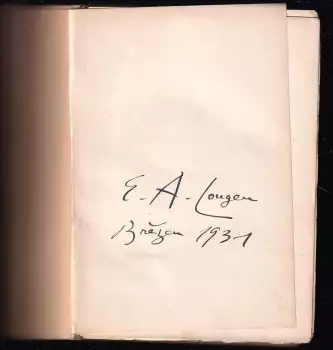 E. A. Longen
Březen 1931